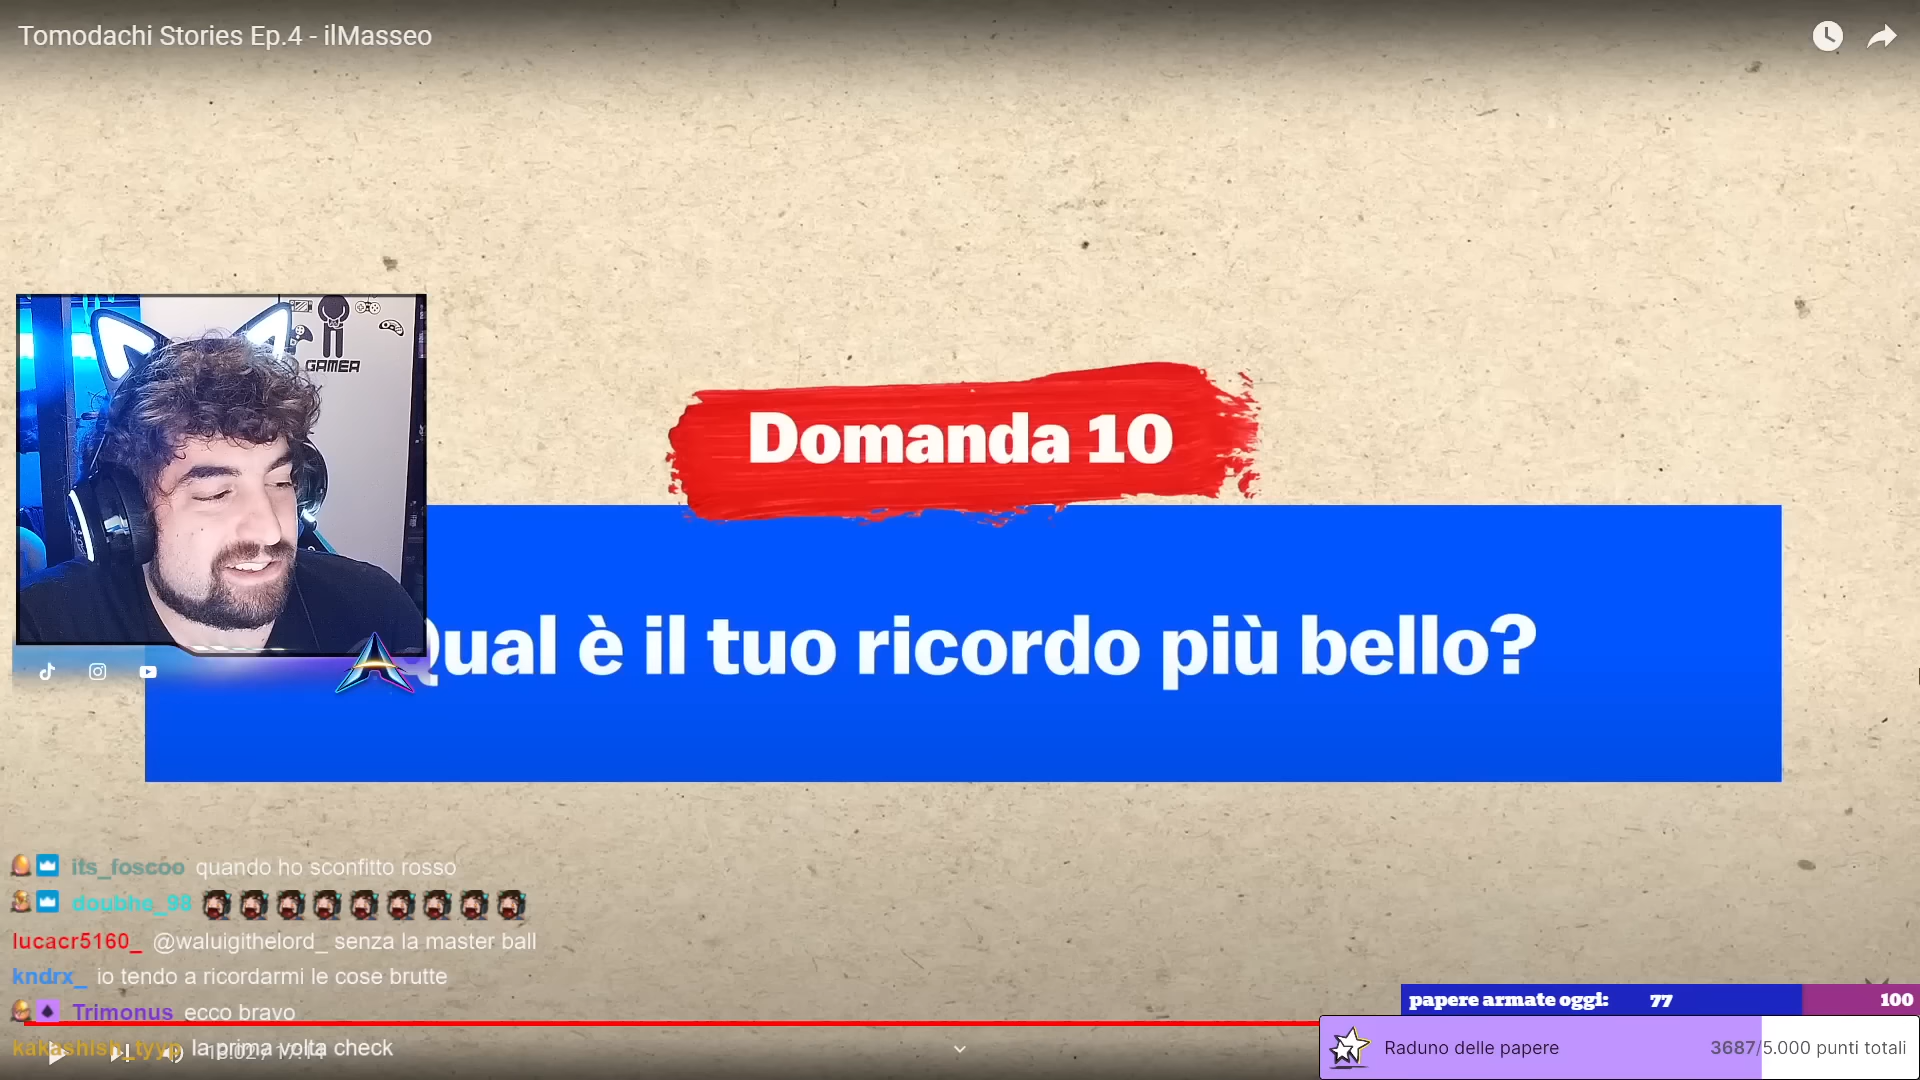 Tomodachi Stories Ep.4 - ilMasseo
GAMER
Domanda 10
Qual è il tuo ricordo più bello?
its_foscoo quando ho sconfitto rosso
doubhe_98
lucacr5160_ @waluigithelord_ senza la master ball
kndrx_ io tendo a ricordarmi le cose brutte
Trimonus ecco bravo
kakashish_tyyp la prima volta check
papere armate oggi: 77 100
Raduno delle papere 3687/5.000 punti totali